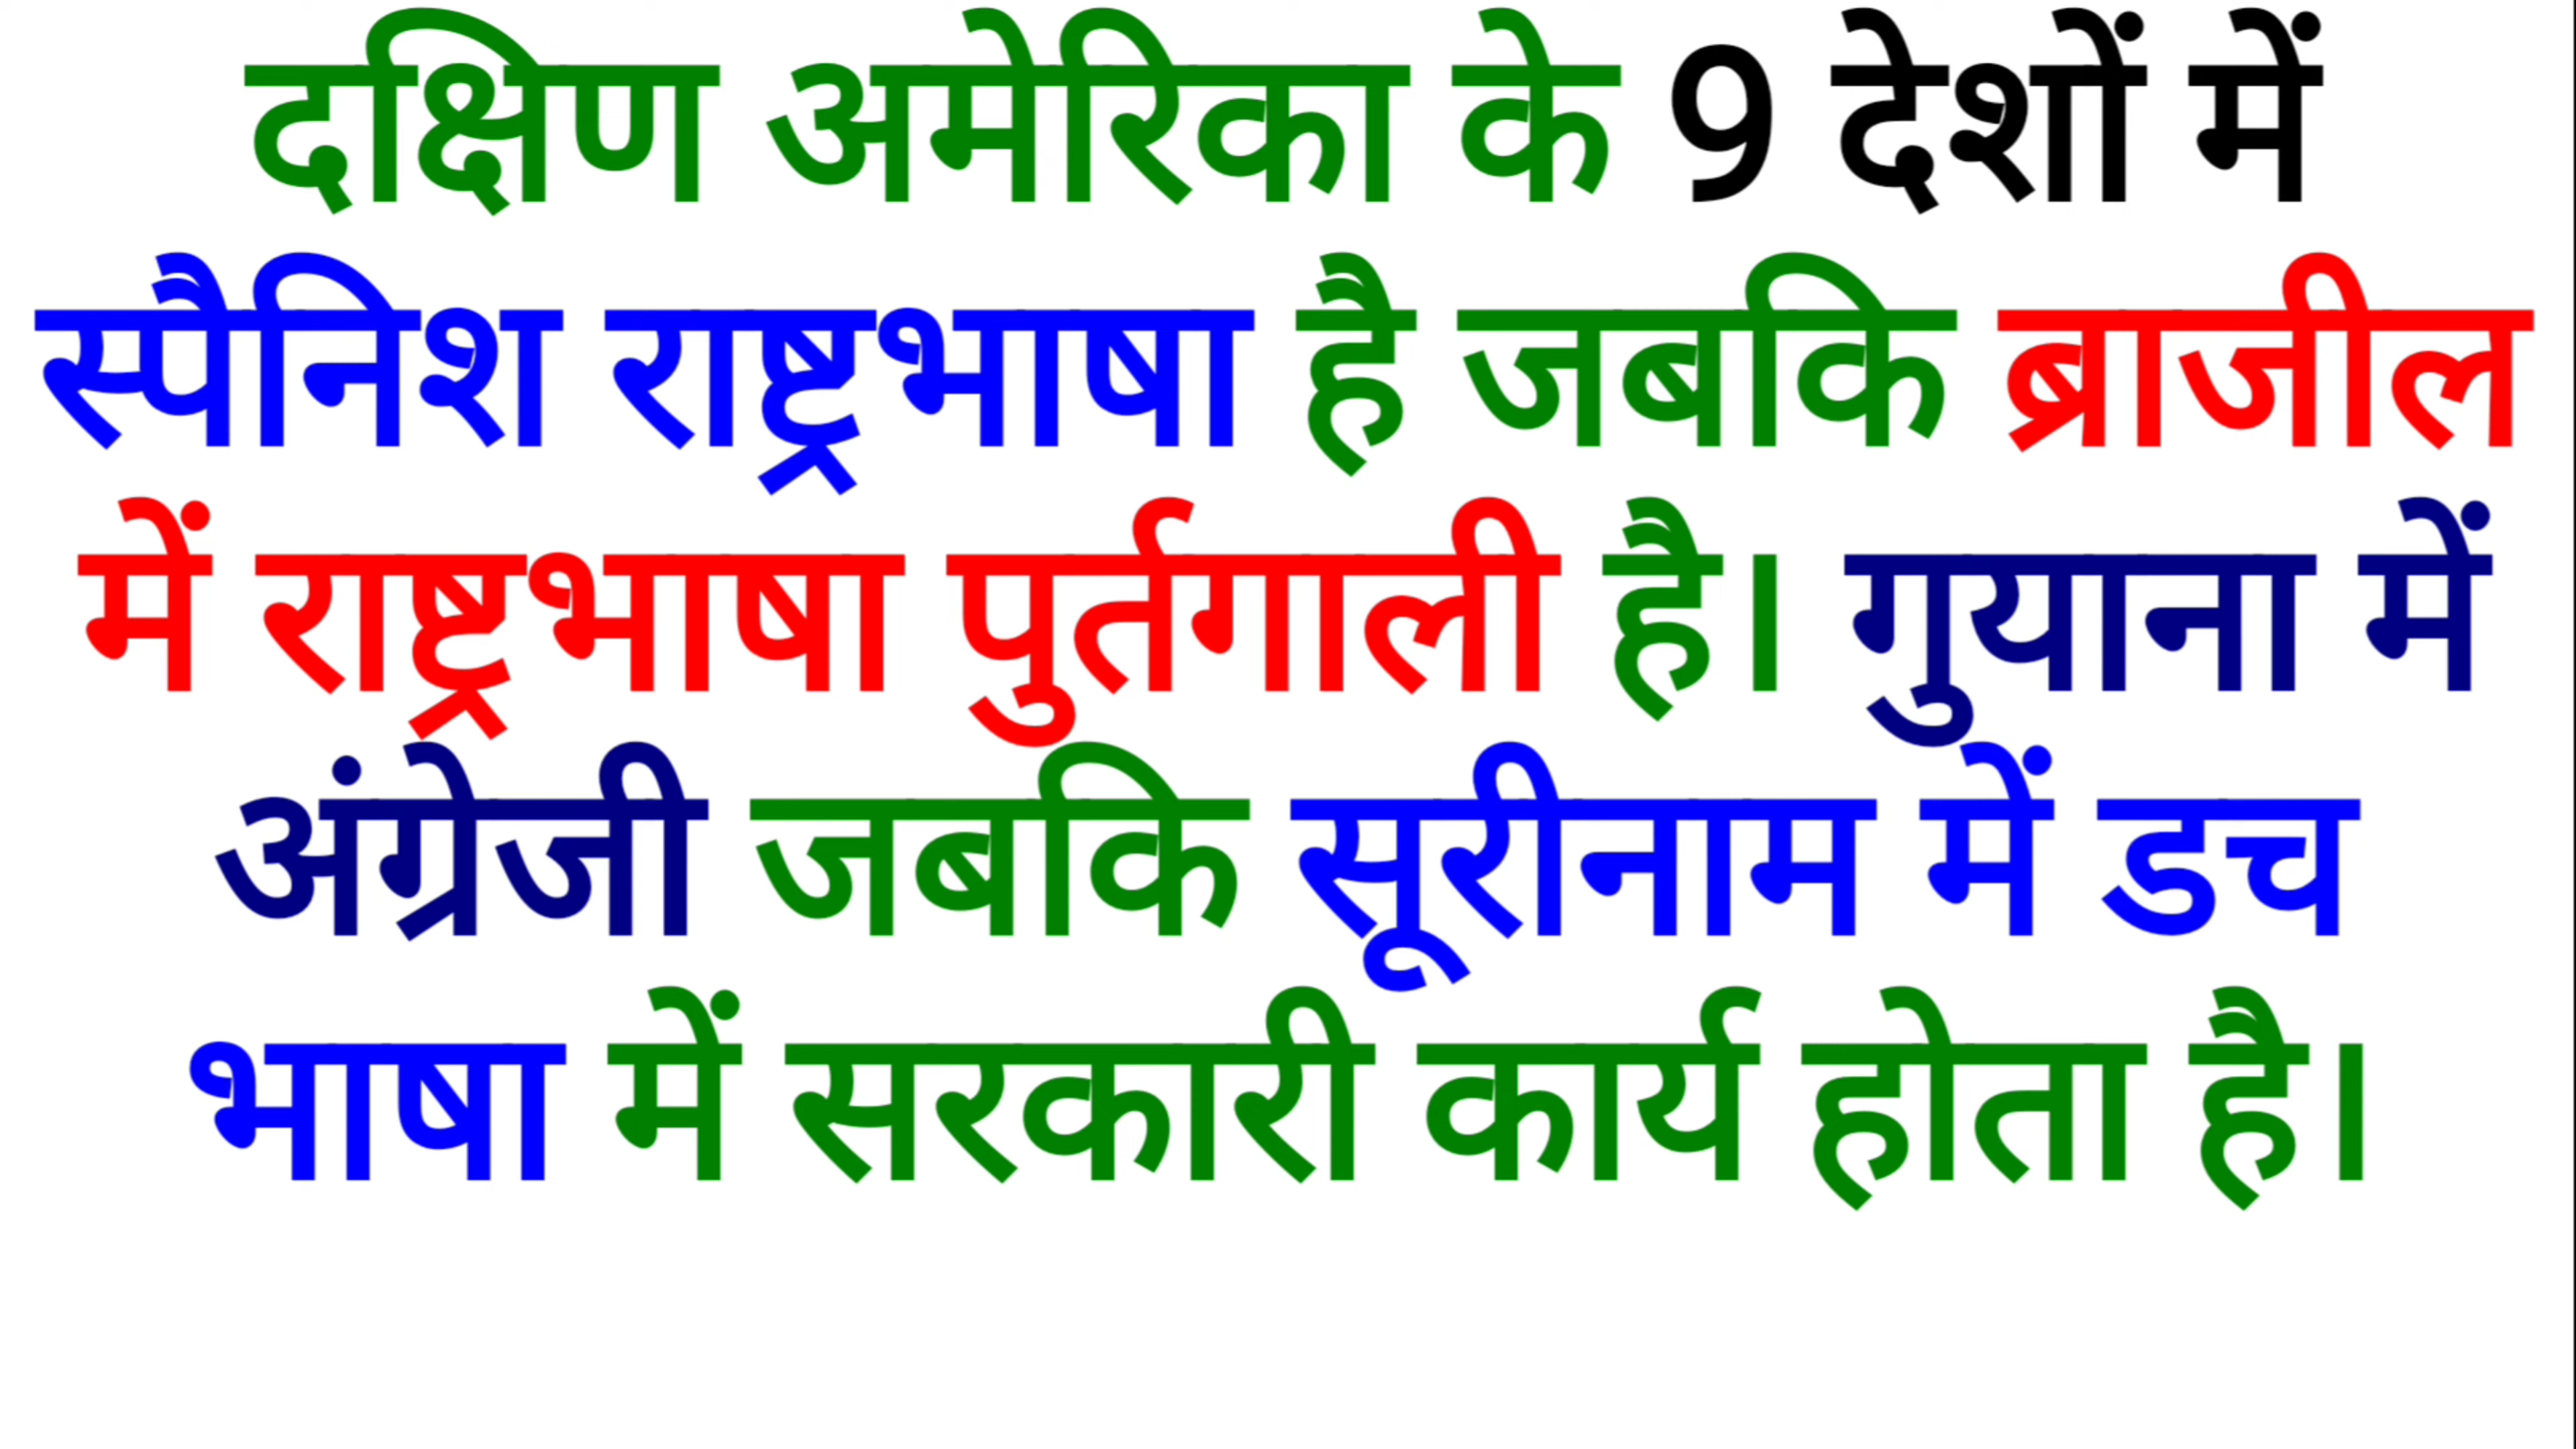 दक्षिण अमेरिका के 9 देशों में
स्पैनिश राष्ट्रभाषा है जबकि ब्राजील
में राष्ट्रभाषा पुर्तगाली है। गुयाना में
अंग्रेजी जबकि सूरीनाम में डच
भाषा में सरकारी कार्य होता है।